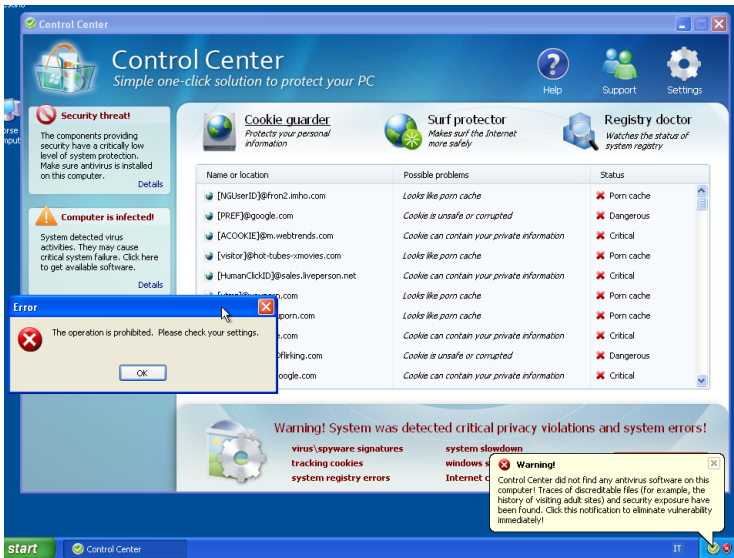 Control Center
Control Center
Simple one-click solution to protect your PC
Help
Support
Settings
Security threat!
The components providing
security have a critically low
level of system protection.
Make sure antivirus is installed
on this computer.
Details
Computer is infected!
System detected virus
activities. They may cause
critical system failure. Click here
to get available software.
Details
Cookie guarder
Protects your personal
information
Surf protector
Makes surf the Internet
more safely
Registry doctor
Watches the status of
system registry
Name or location Possible problems Status
[NGUserID]@fron2.imho.com Looks like porn cache Porn cache
[PREF]@google.com Cookie is unsafe or corrupted Dangerous
[ACOOKIE]@m.webtrends.com Cookie can contain your private information Critical
[visitor]@hot-tubes-xmovies.com Looks like porn cache Porn cache
[HumanClickID]@sales.liveperson.net Cookie can contain your private information Critical
Looks like porn cache Porn cache
uporn.com Looks like porn cache Porn cache
e.com Cookie can contain your private information Critical
flirking.com Cookie is unsafe or corrupted Dangerous
oogle.com Cookie can contain your private information Critical
Error
The operation is prohibited. Please check your settings.
OK
Warning! System was detected critical privacy violations and system errors!
virus\spyware signatures
tracking cookies
system registry errors
system slowdown
windows s
Internet c
Warning!
Control Center did not find any antivirus software on this
computer! Traces of discreditable files (for example, the
history of visiting adult sites) and security exposure have
been found. Click this notification to eliminate vulnerability
immediately!
start
Control Center
IT